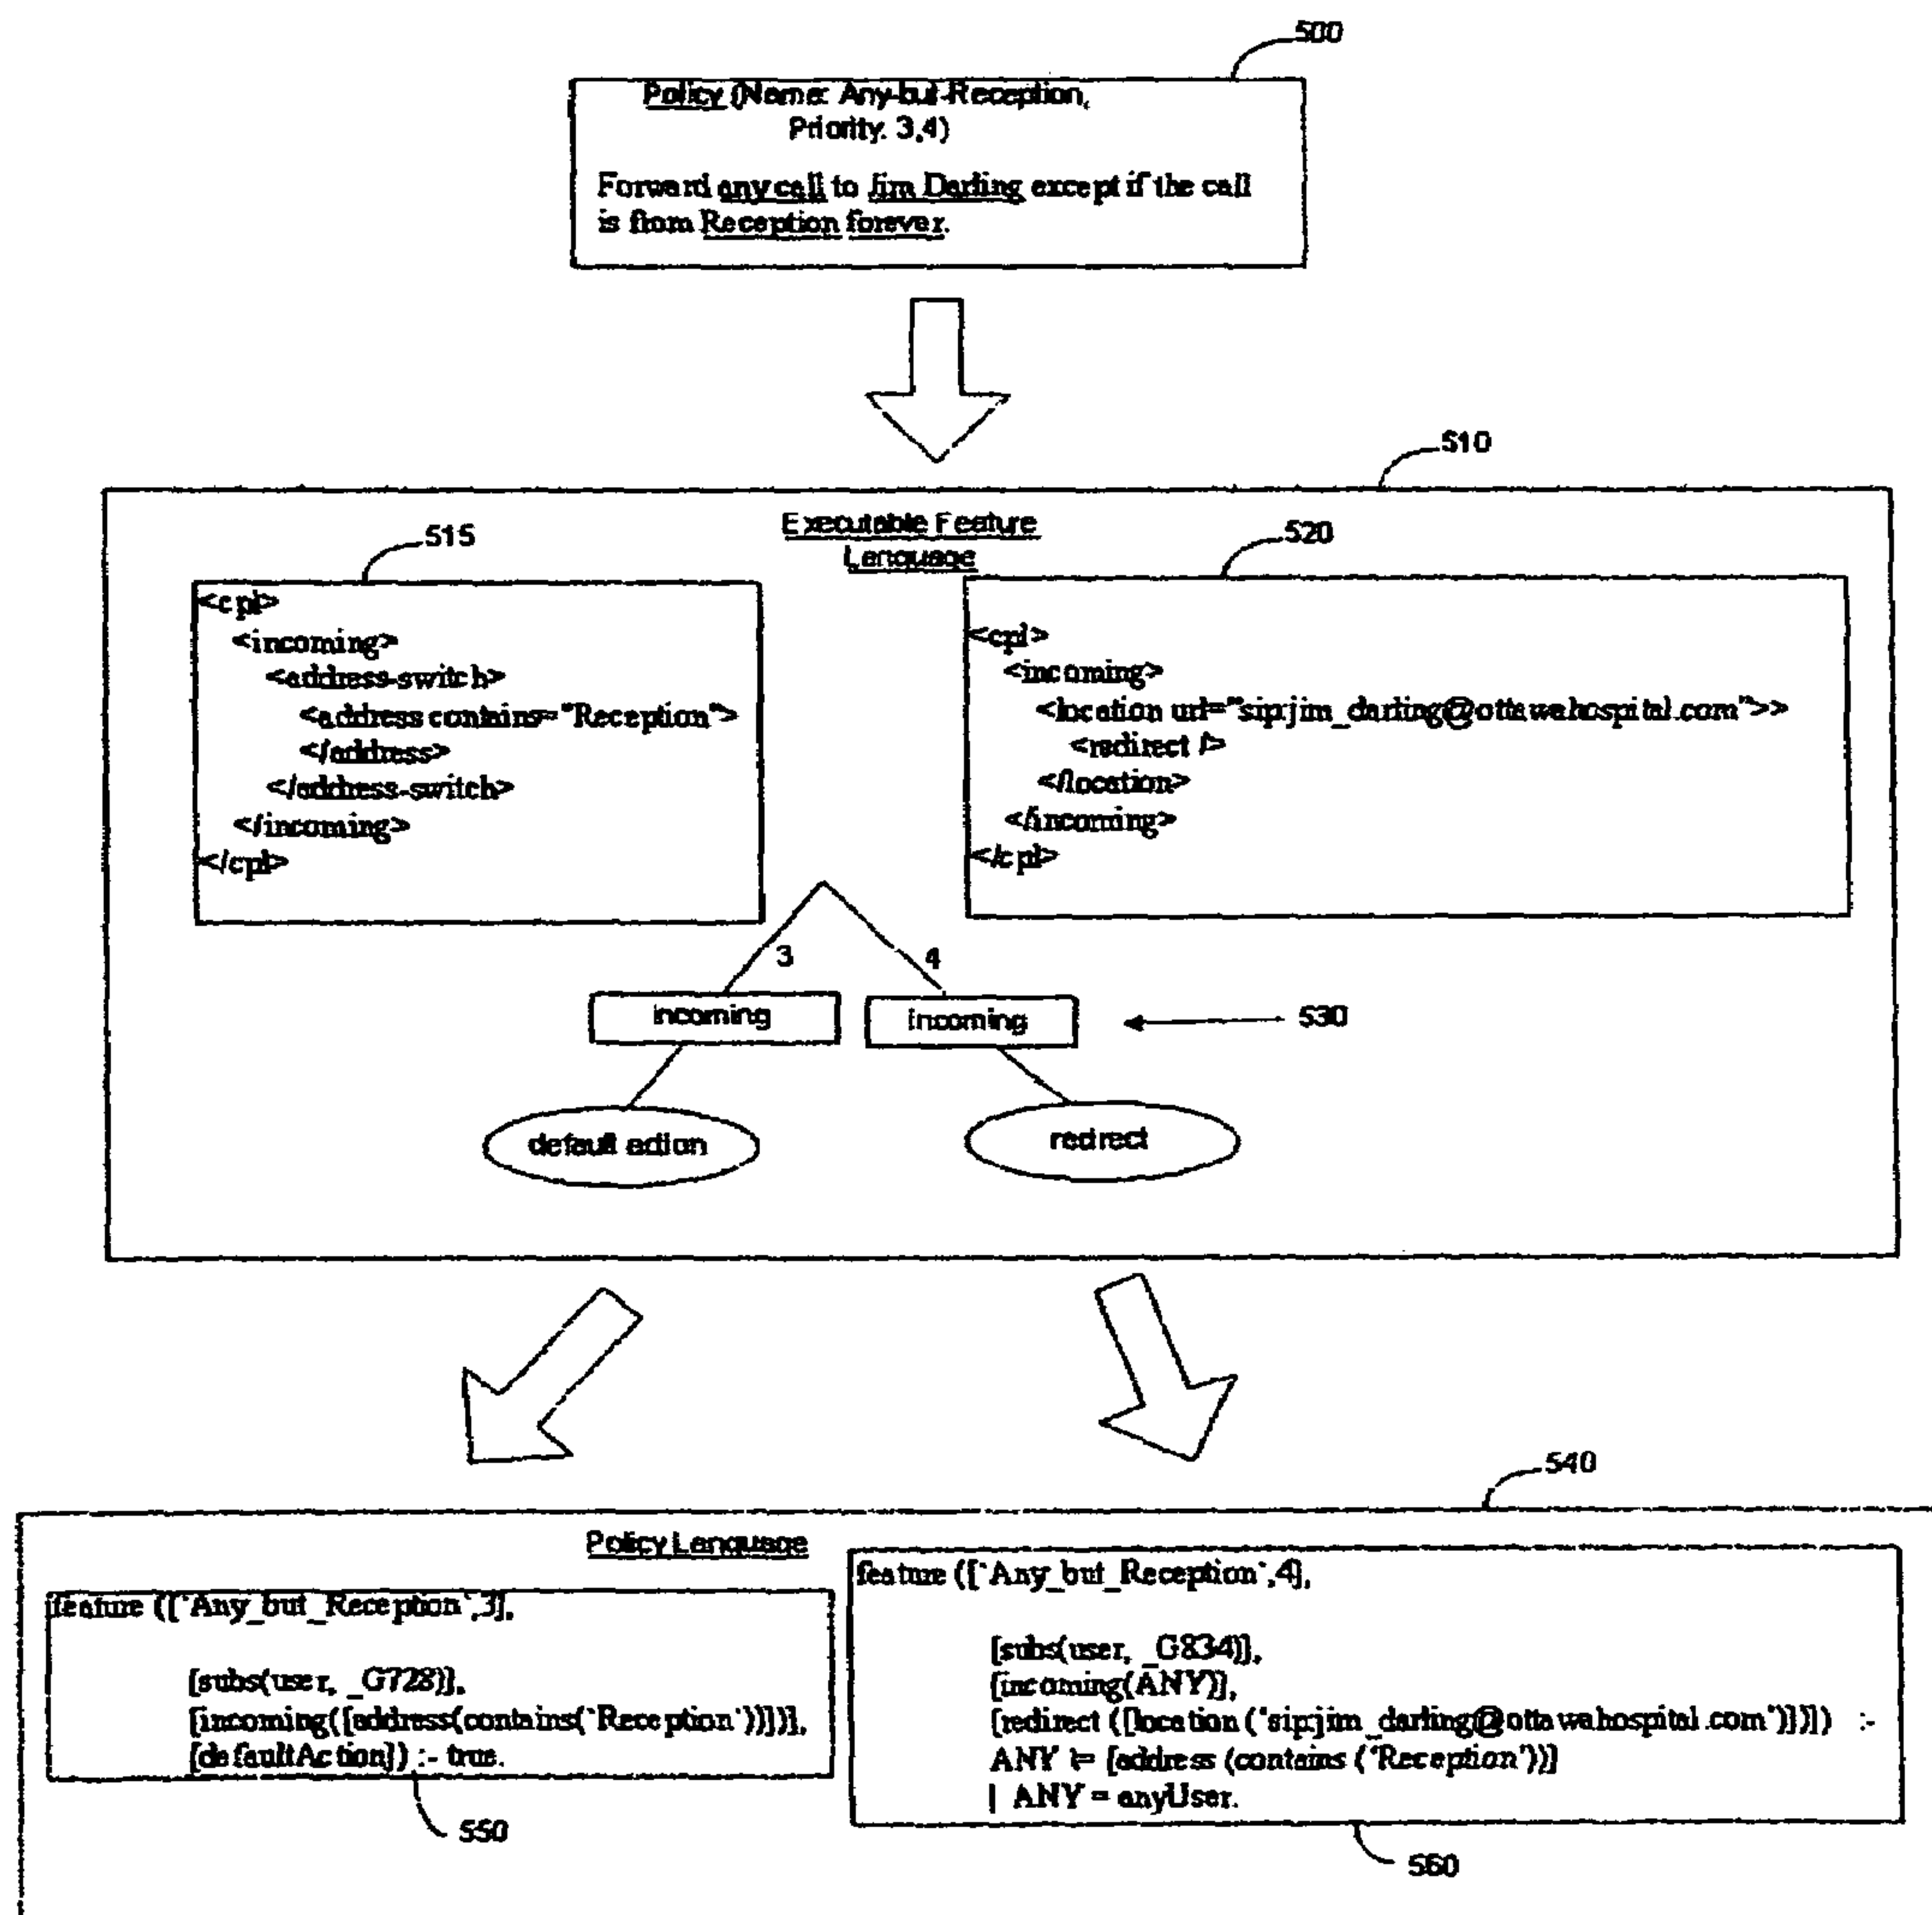 500
Policy (Name: Any-but-Reception,
Priority: 3,4)
Forward any call to Jim Darling except if the call
is from Reception forever.
510
Executable Feature
Language
515
<cpl>
<incoming>
<address-switch>
<address contains="Reception">
</address>
</address-switch>
</incoming>
</cpl>
520
<cpl>
<incoming>
<location url="sip:jim_darling@ottawahospital.com">>
<redirect />
</location>
</incoming>
</cpl>
3
4
incoming
incoming
530
default action
redirect
540
Policy Language
feature (['Any_but_Reception',3],
[subs(user, _G728)],
[incoming([address(contains('Reception'))])],
[defaultAction]) :- true.
550
feature (['Any_but_Reception',4],
[subs(user, _G834)],
[incoming(ANY)],
[redirect ([location ('sip:jim_darling@ottawahospital.com')])]) :-
ANY \= [address (contains ('Reception'))]
| ANY = anyUser.
560